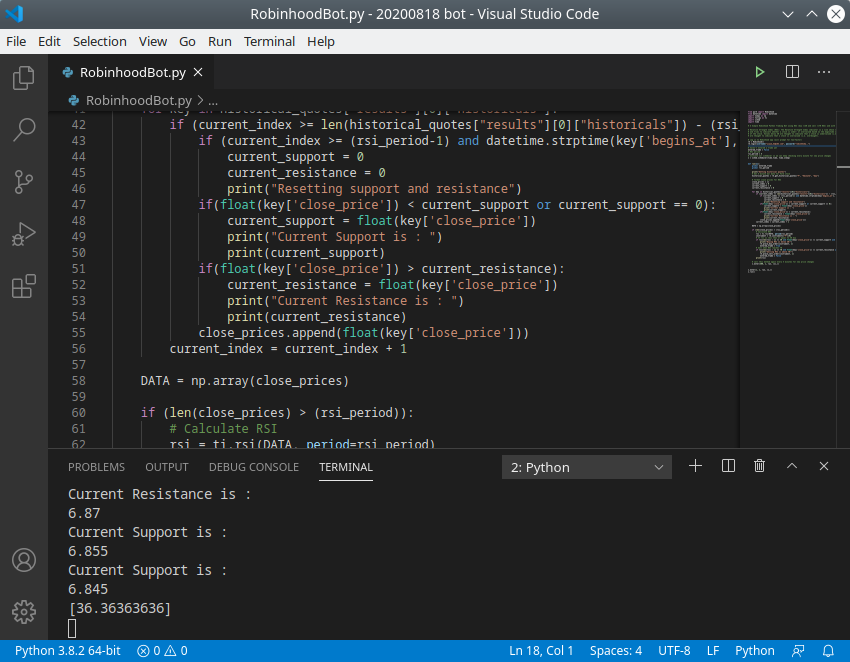 RobinhoodBot.py - 20200818 bot - Visual Studio Code
File Edit Selection View Go Run Terminal Help
RobinhoodBot.py
RobinhoodBot.py > ...
42 if (current_index >= len(historical_quotes["results"][0]["historicals"]) - (rsi_
43 if (current_index >= (rsi_period-1) and datetime.strptime(key['begins_at'],
44 current_support = 0
45 current_resistance = 0
46 print("Resetting support and resistance")
47 if(float(key['close_price']) < current_support or current_support == 0):
48 current_support = float(key['close_price'])
49 print("Current Support is : ")
50 print(current_support)
51 if(float(key['close_price']) > current_resistance):
52 current_resistance = float(key['close_price'])
53 print("Current Resistance is : ")
54 print(current_resistance)
55 close_prices.append(float(key['close_price']))
56 current_index = current_index + 1
57
58 DATA = np.array(close_prices)
59
60 if (len(close_prices) > (rsi_period)):
61 # Calculate RSI
62 rsi = ti.rsi(DATA, period=rsi_period)
PROBLEMS OUTPUT DEBUG CONSOLE TERMINAL 2: Python
Current Resistance is :
6.87
Current Support is :
6.855
Current Support is :
6.845
[36.36363636]
Python 3.8.2 64-bit 0 0 Ln 18, Col 1 Spaces: 4 UTF-8 LF Python